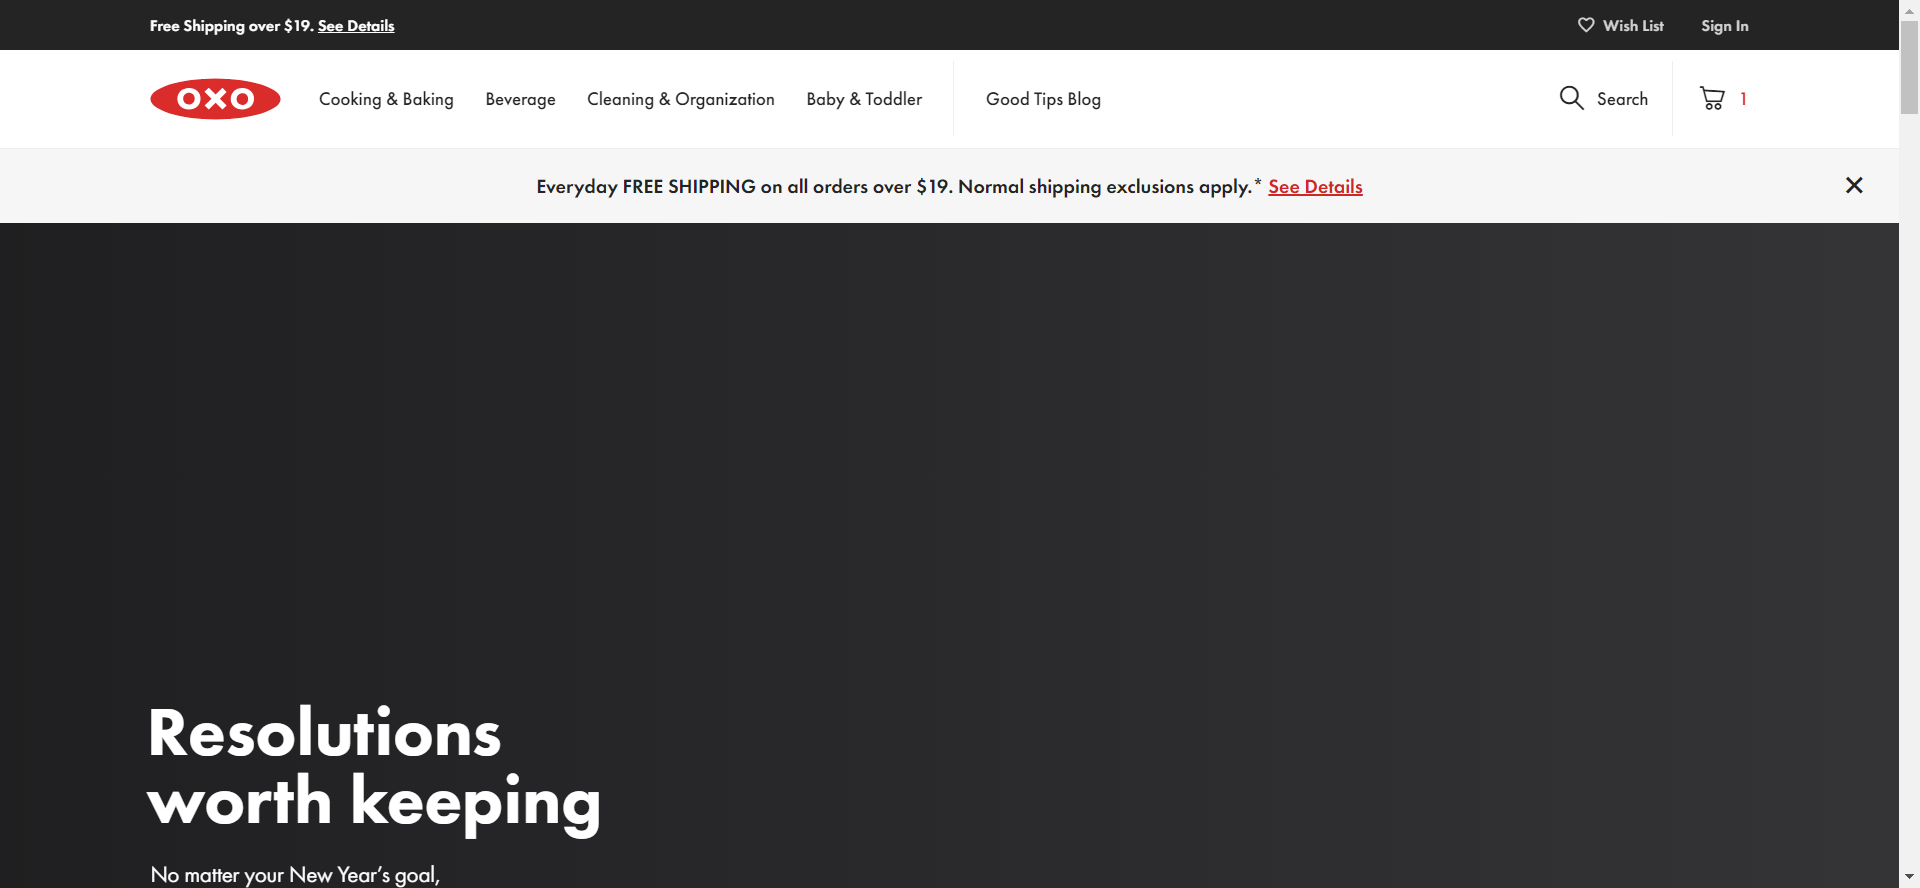 Free Shipping over $19. See Details
Wish List
Sign In
OXO
Cooking & Baking
Beverage
Cleaning & Organization
Baby & Toddler
Good Tips Blog
Search
1
Everyday FREE SHIPPING on all orders over $19. Normal shipping exclusions apply.* See Details
Resolutions
worth keeping
No matter your New Year’s goal,